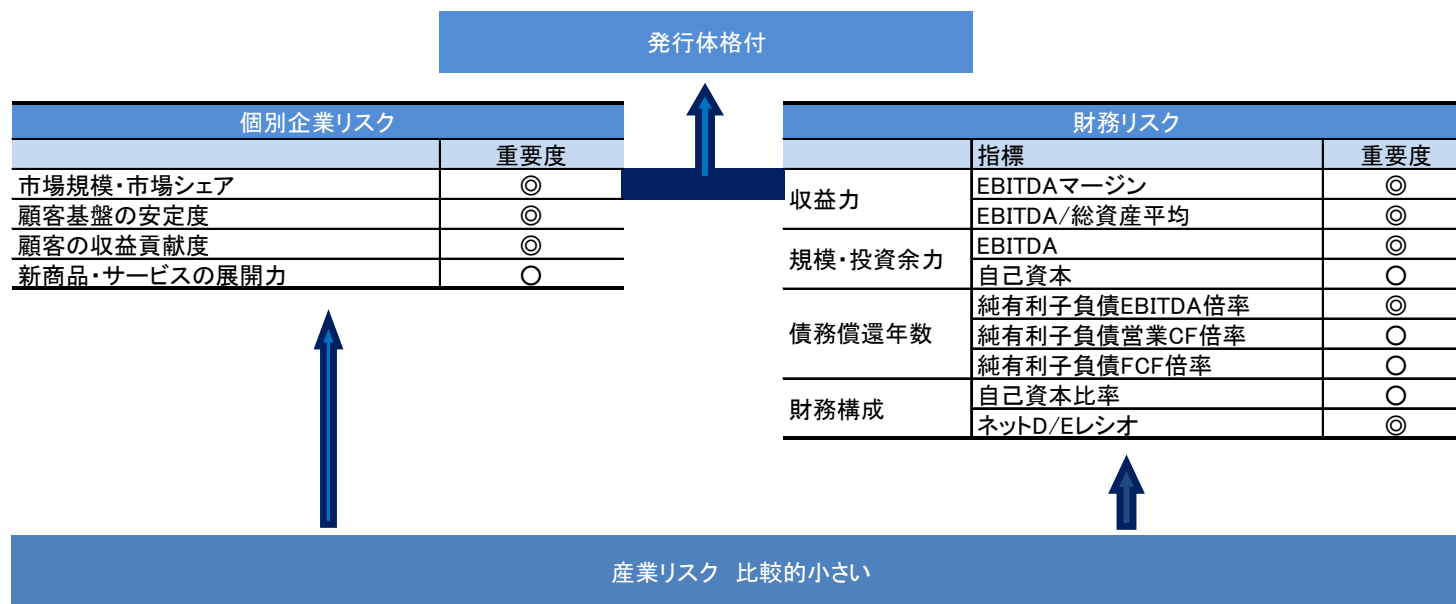 発行体格付
個別企業リスク
重要度
市場規模・市場シェア ◎
顧客基盤の安定度 ◎
顧客の収益貢献度 ◎
新商品・サービスの展開力 ○
財務リスク
指標 重要度
収益力 EBITDAマージン ◎
EBITDA/総資産平均 ◎
規模・投資余力 EBITDA ◎
自己資本 ○
債務償還年数 純有利子負債EBITDA倍率 ◎
純有利子負債営業CF倍率 ○
純有利子負債FCF倍率 ○
財務構成 自己資本比率 ○
ネットD/Eレシオ ◎
産業リスク 比較的小さい